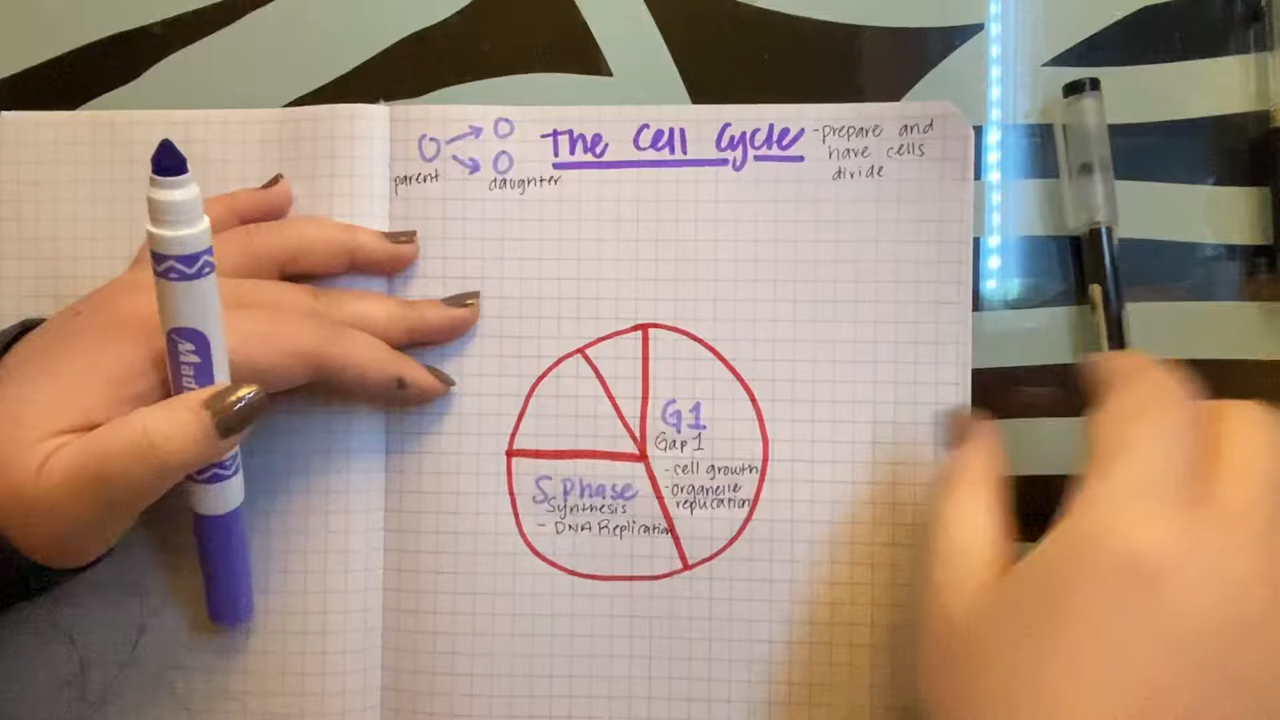 The Cell Cycle
-prepare and
have cells
divide
parent
daughter
G1
Gap 1
-cell growth
-organelle
replication
S Phase
Synthesis
- DNA Replication
Mad